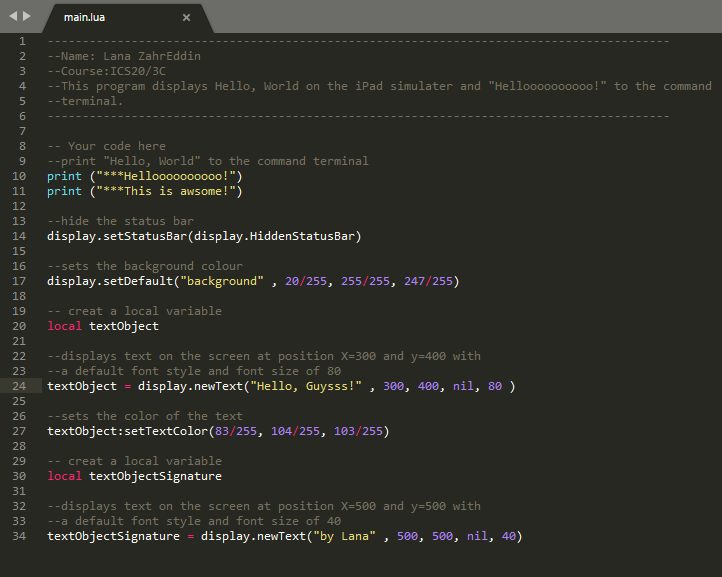 main.lua ×
1 ----------------------------------------------------------------------------------------
2 --Name: Lana ZahrEddin
3 --Course:ICS20/3C
4 --This program displays Hello, World on the iPad simulater and "Helloooooooooo!" to the command
5 --terminal.
6 ----------------------------------------------------------------------------------------
7
8 -- Your code here
9 --print "Hello, World" to the command terminal
10 print ("***Helloooooooooo!")
11 print ("***This is awsome!")
12
13 --hide the status bar
14 display.setStatusBar(display.HiddenStatusBar)
15
16 --sets the background colour
17 display.setDefault("background" , 20/255, 255/255, 247/255)
18
19 -- creat a local variable
20 local textObject
21
22 --displays text on the screen at position X=300 and y=400 with
23 --a default font style and font size of 80
24 textObject = display.newText("Hello, Guysss!" , 300, 400, nil, 80 )
25
26 --sets the color of the text
27 textObject:setTextColor(83/255, 104/255, 103/255)
28
29 -- creat a local variable
30 local textObjectSignature
31
32 --displays text on the screen at position X=500 and y=500 with
33 --a default font style and font size of 40
34 textObjectSignature = display.newText("by Lana" , 500, 500, nil, 40)